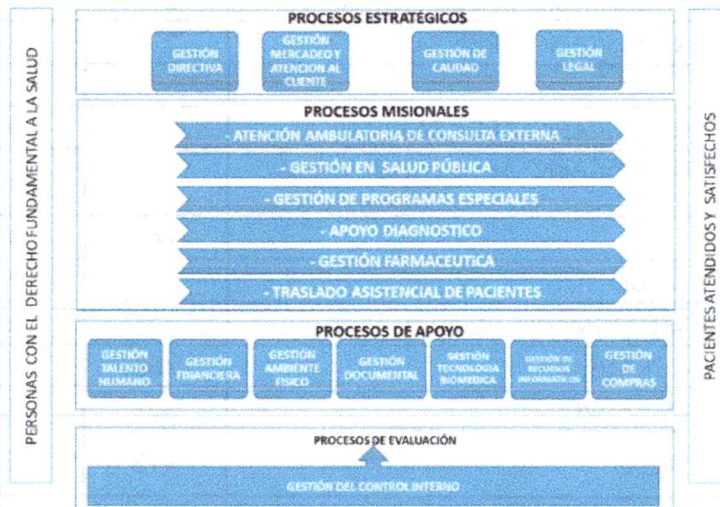 PERSONAS CON EL DERECHO FUNDAMENTAL A LA SALUD
PROCESOS ESTRATÉGICOS
GESTIÓN
DIRECTIVA
GESTIÓN
MERCADEO Y
ATENCION AL
CLIENTE
GESTIÓN DE
CAUDAD
GESTIÓN
LEGAL
PROCESOS MISIONALES
- ATENCIÓN AMBULATORIA DE CONSULTA EXTERNA
- GESTIÓN EN SALUD PÚBLICA
- GESTIÓN DE PROGRAMAS ESPECIALES
- APOYO DIAGNOSTICO
- GESTIÓN FARMACEUTICA
- TRASLADO ASISTENCIAL DE PACIENTES
PROCESOS DE APOYO
GESTIÓN
TALENTO
HUMANO
GESTIÓN
FINANCIERA
GESTIÓN
AMBIENTE
FISICO
GESTIÓN
DOCUMENTAL
GESTIÓN
TECNOLOGIA
BIOMEDICA
GESTIÓN DE
RECURSOS
INFORMATICOS
GESTIÓN
DE
COMPRAS
PROCESOS DE EVALUACIÓN
GESTIÓN DEL CONTROL INTERNO
PACIENTES ATENDIDOS Y SATISFECHOS